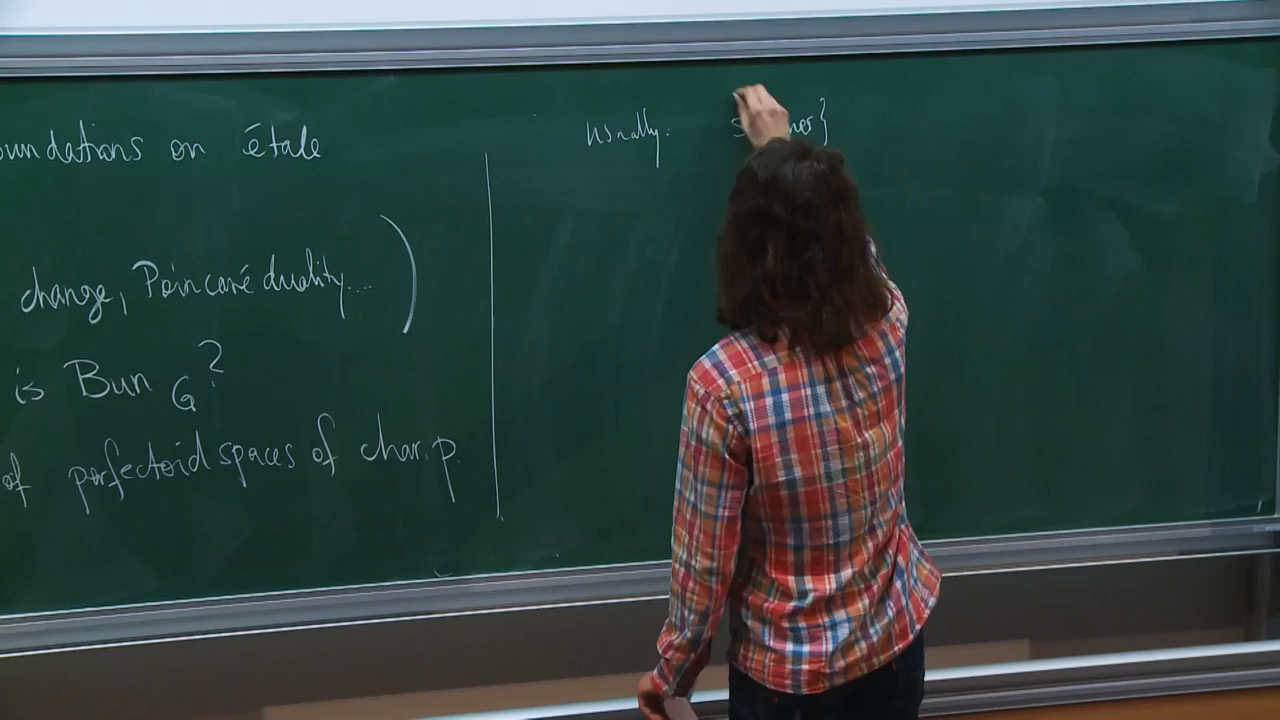 oundations on étale
change, Poincaré duality....)
is Bun G?
of perfectoid spaces of char. p.
Usually: